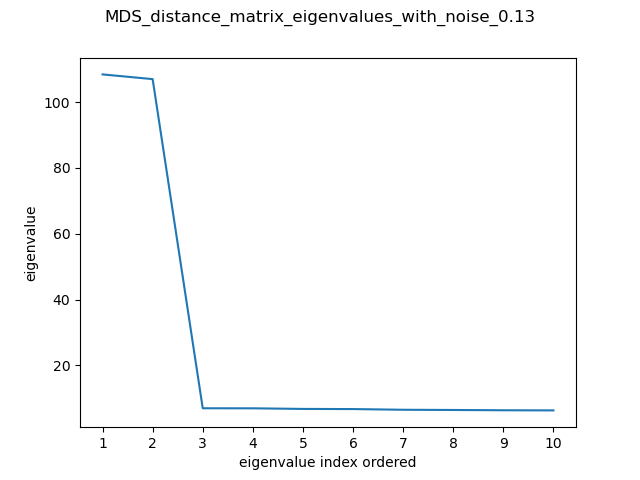 MDS_distance_matrix_eigenvalues_with_noise_0.13
100
80
60
40
20
eigenvalue
1 2 3 4 5 6 7 8 9 10
eigenvalue index ordered